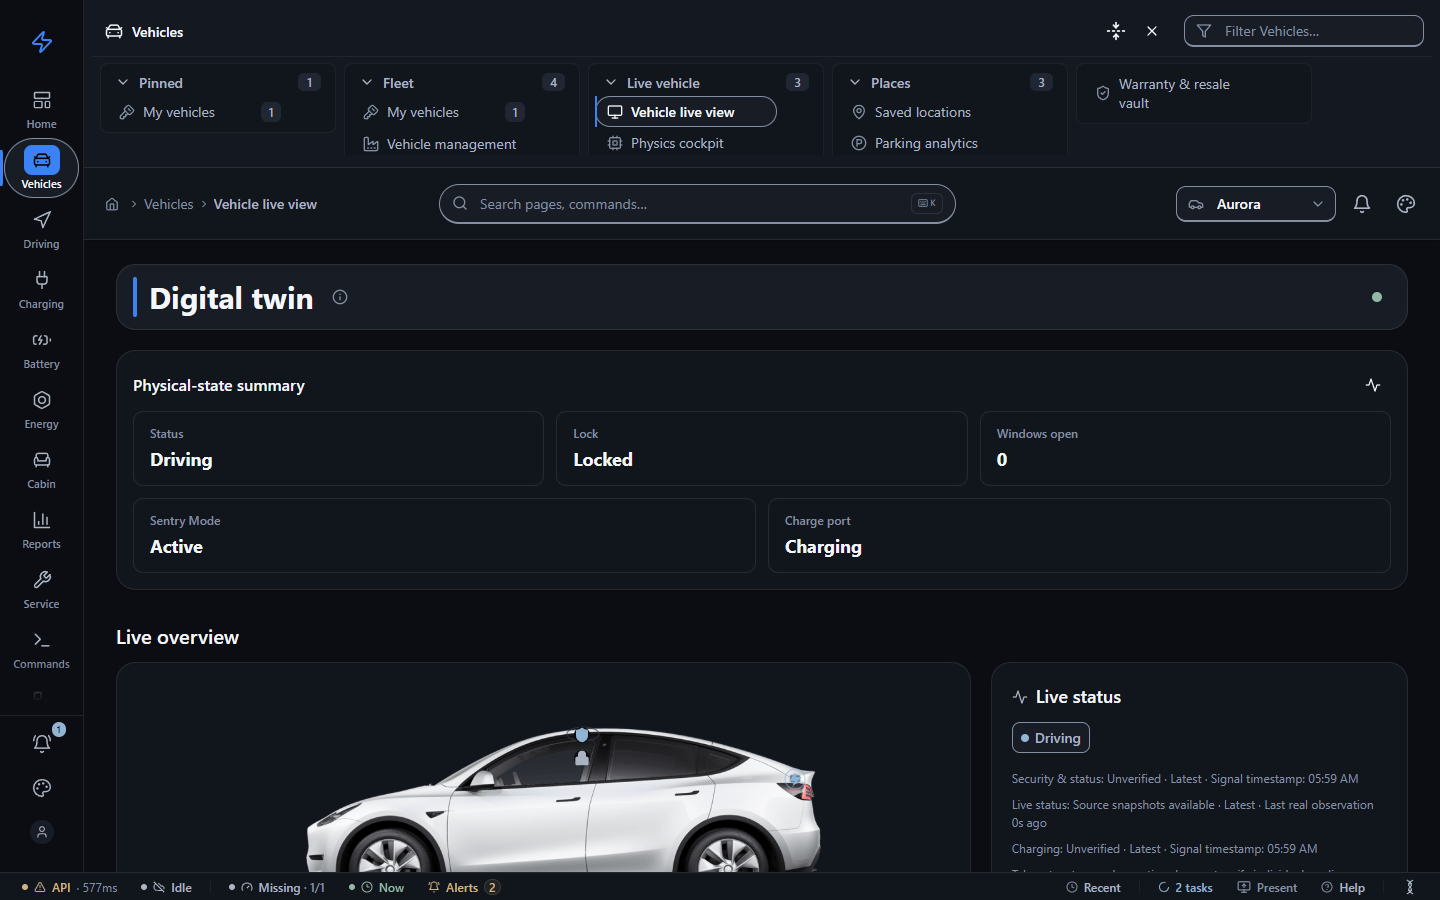 Vehicles
Filter Vehicles...
Pinned 1
My vehicles 1
Fleet 4
My vehicles 1
Vehicle management
Live vehicle 3
Vehicle live view
Physics cockpit
Places 3
Saved locations
Parking analytics
Warranty & resale
vault
Home
Vehicles
Driving
Charging
Battery
Energy
Cabin
Reports
Service
Commands
1
Vehicles
Vehicle live view
Search pages, commands...
K
Aurora
Digital twin
Physical-state summary
Status
Driving
Lock
Locked
Windows open
0
Sentry Mode
Active
Charge port
Charging
Live overview
Live status
Driving
Security & status: Unverified · Latest · Signal timestamp: 05:59 AM
Live status: Source snapshots available · Latest · Last real observation
0s ago
Charging: Unverified · Latest · Signal timestamp: 05:59 AM
API · 577ms
Idle
Missing · 1/1
Now
Alerts 2
Recent
2 tasks
Present
Help